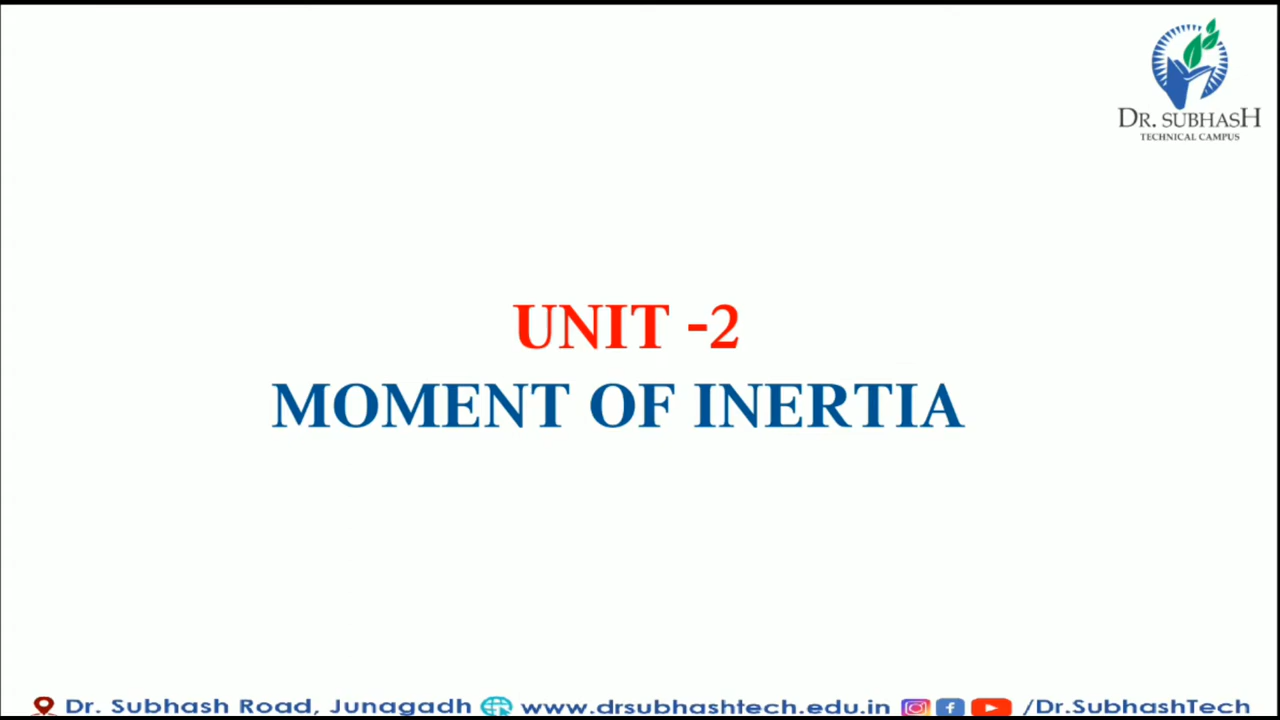 DR. SUBHASH
TECHNICAL CAMPUS
UNIT -2
MOMENT OF INERTIA
Dr. Subhash Road, Junagadh www.drsubhashtech.edu.in /Dr.SubhashTech